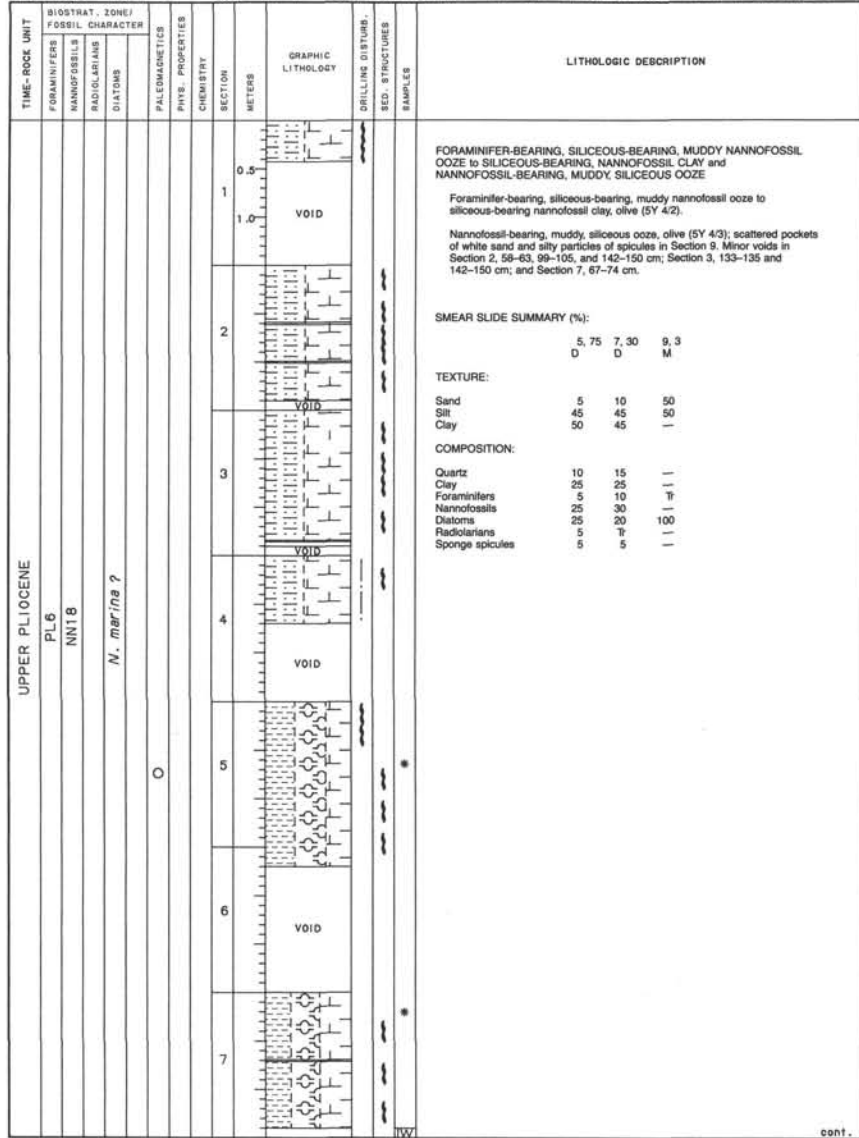 TIME-ROCK UNIT
BIOSTRAT. ZONE/
FOSSIL CHARACTER
FORAMINIFERS
NANNOFOSSILS
RADIOLARIANS
DIATOMS
PALEOMAGNETICS
PHYS. PROPERTIES
CHEMISTRY
SECTION
METERS
GRAPHIC
LITHOLOGY
DRILLING DISTURB.
SED. STRUCTURES
SAMPLES
LITHOLOGIC DESCRIPTION
UPPER PLIOCENE
PL6
NN18
N. marina ?
O
1
0.5
1.0
VOID
2
VOID
3
VOID
4
VOID
5
*
6
VOID
7
*
IW
FORAMINIFER-BEARING, SILICEOUS-BEARING, MUDDY NANNOFOSSIL
OOZE to SILICEOUS-BEARING, NANNOFOSSIL CLAY and
NANNOFOSSIL-BEARING, MUDDY, SILICEOUS OOZE
Foraminifer-bearing, siliceous-bearing, muddy nannofossil ooze to
siliceous-bearing nannofossil clay, olive (5Y 4/2).
Nannofossil-bearing, muddy, siliceous ooze, olive (5Y 4/3); scattered pockets
of white sand and silty particles of spicules in Section 9. Minor voids in
Section 2, 58–63, 99–105, and 142–150 cm; Section 3, 133–135 and
142–150 cm; and Section 7, 67–74 cm.
SMEAR SLIDE SUMMARY (%):
5, 75 7, 30 9, 3
D D M
TEXTURE:
Sand 5 10 50
Silt 45 45 50
Clay 50 45 —
COMPOSITION:
Quartz 10 15 —
Clay 25 25 —
Foraminifers 5 10 Tr
Nannofossils 25 30 —
Diatoms 25 20 100
Radiolarians 5 Tr —
Sponge spicules 5 5 —
cont.